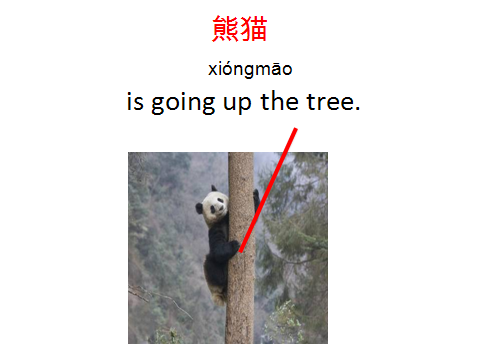 熊猫
xióngmāo
is going up the tree.